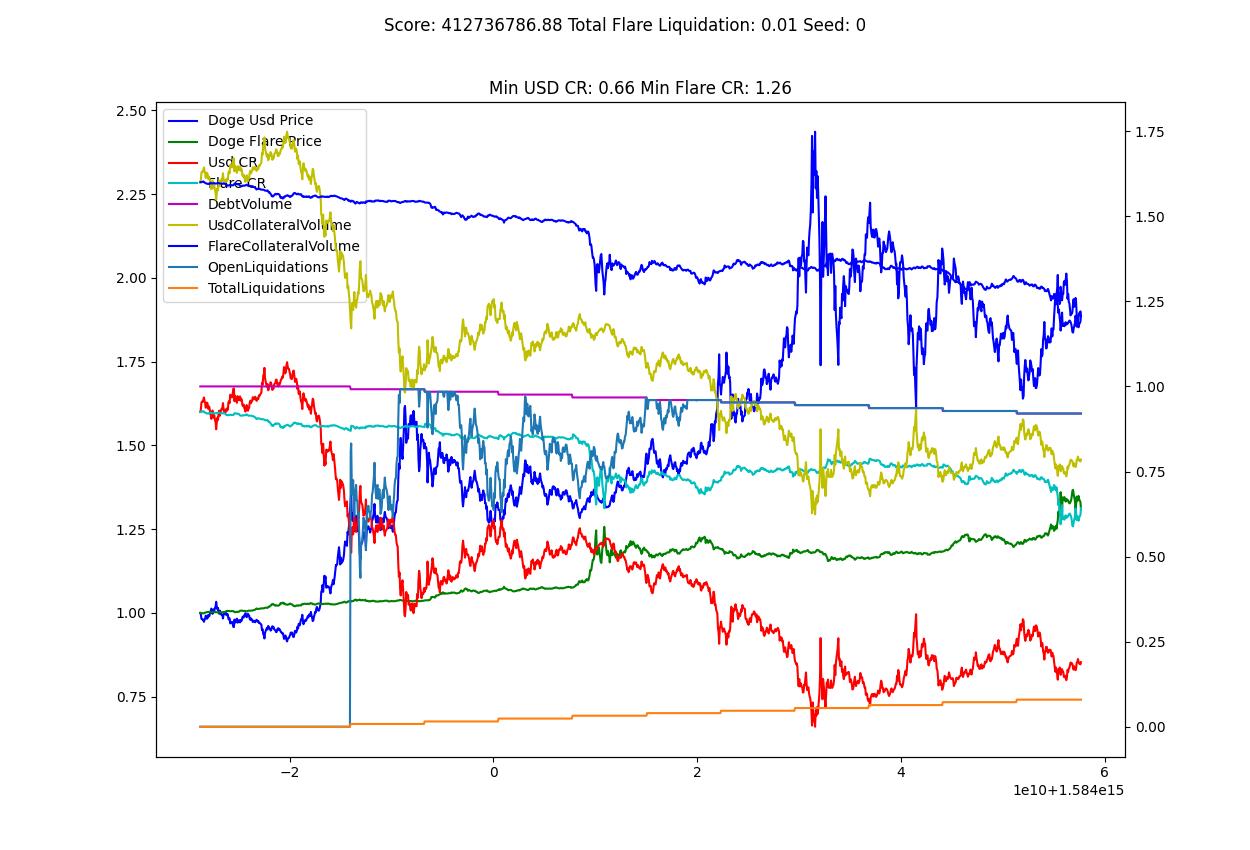 Score: 412736786.88 Total Flare Liquidation: 0.01 Seed: 0
Min USD CR: 0.66 Min Flare CR: 1.26
Doge Usd Price
Doge Flare Price
Usd CR
Flare CR
DebtVolume
UsdCollateralVolume
FlareCollateralVolume
OpenLiquidations
TotalLiquidations
2.50
2.25
2.00
1.75
1.50
1.25
1.00
0.75
1.75
1.50
1.25
1.00
0.75
0.50
0.25
0.00
−2
0
2
4
6
1e10+1.584e15